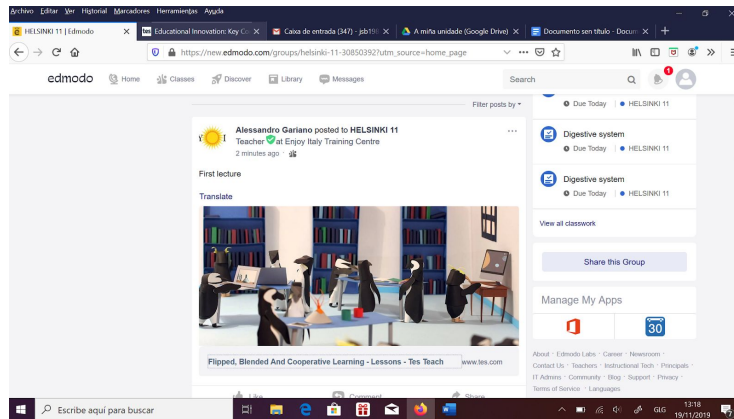 Archivo Editar Ver Historial Marcadores Herramientas Ayuda
HELSINKI 11 | Edmodo
tes Educational Innovation: Key Co
Caixa de entrada (347) - jsb198
A miña unidade (Google Drive)
Documento sen título - Docum
https://new.edmodo.com/groups/helsinki-11-30850392?utm_source=home_page
edmodo Home Classes Discover Library Messages Search 1
Filter posts by
Alessandro Gariano posted to HELSINKI 11
Teacher at Enjoy Italy Training Centre
2 minutes ago
First lecture
Translate
Flipped, Blended And Cooperative Learning - Lessons - Tes Teach www.tes.com
Like Comment Share
Due Today HELSINKI 11
Digestive system
Due Today HELSINKI 11
Digestive system
Due Today HELSINKI 11
View all classwork
Share this Group
Manage My Apps
30
About · Edmodo Labs · Career · Newsroom ·
Contact Us · Teachers · Instructional Tech · Principals ·
IT Admins · Community · Blog · Support · Privacy ·
Terms of Service · Languages
Escribe aquí para buscar
GLG
13:18
19/11/2019